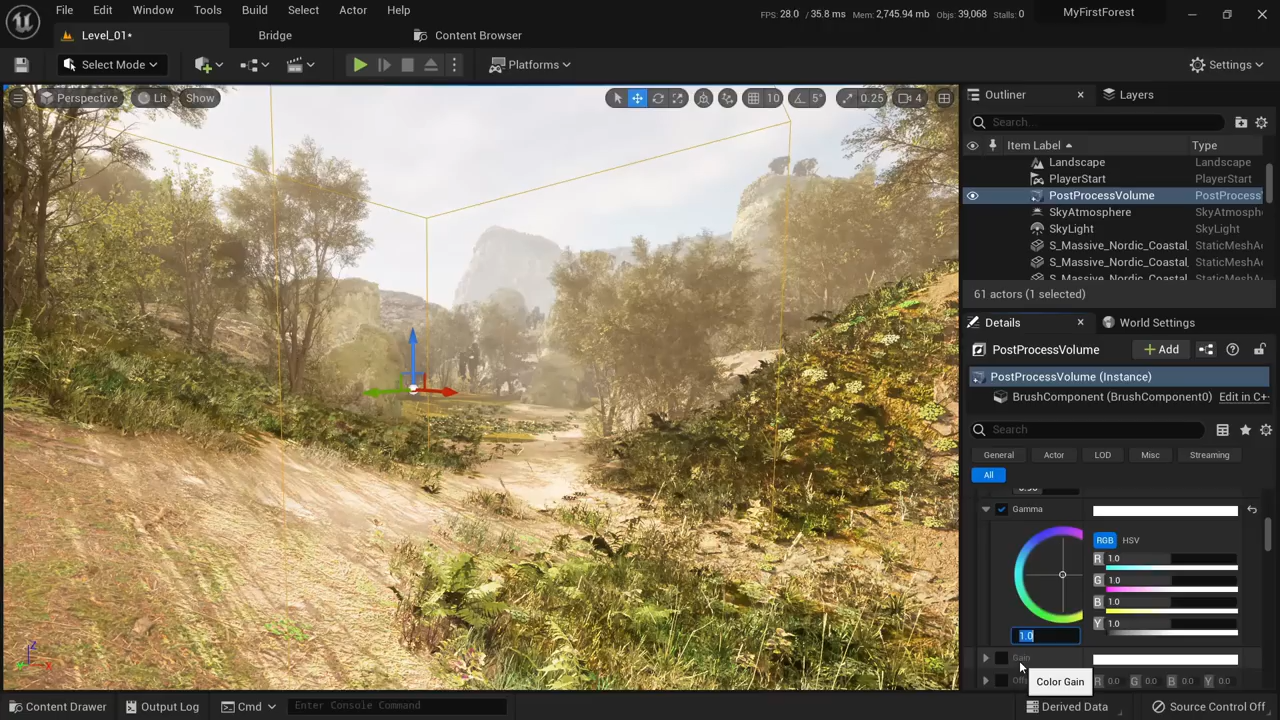 File Edit Window Tools Build Select Actor Help
FPS: 28.0 / 35.8 ms Mem: 2,745.94 mb Objs: 39,068 Stalls: 0
MyFirstForest
Level_01•
Bridge
Content Browser
Select Mode
Platforms
Settings
Perspective
Lit
Show
10
5°
0.25
4
Outliner
Layers
Search...
Item Label
Type
Landscape Landscape
PlayerStart PlayerStart
PostProcessVolume PostProcess
SkyAtmosphere SkyAtmosph
SkyLight SkyLight
S_Massive_Nordic_Coastal_ StaticMeshA
S_Massive_Nordic_Coastal_ StaticMeshA
S_Massive_Nordic_Coastal_ StaticMeshA
61 actors (1 selected)
Details
World Settings
PostProcessVolume
+ Add
PostProcessVolume (Instance)
BrushComponent (BrushComponent0) Edit in C+
Search
General Actor LOD Misc Streaming
All
Gamma
RGB HSV
R 1.0
G 1.0
B 1.0
Y 1.0
1.0
Gain
R 0.0 G 0.0 B 0.0 Y 0.0
Color Gain
Z
X
Content Drawer
Output Log
Cmd
Enter Console Command
Derived Data
Source Control Off